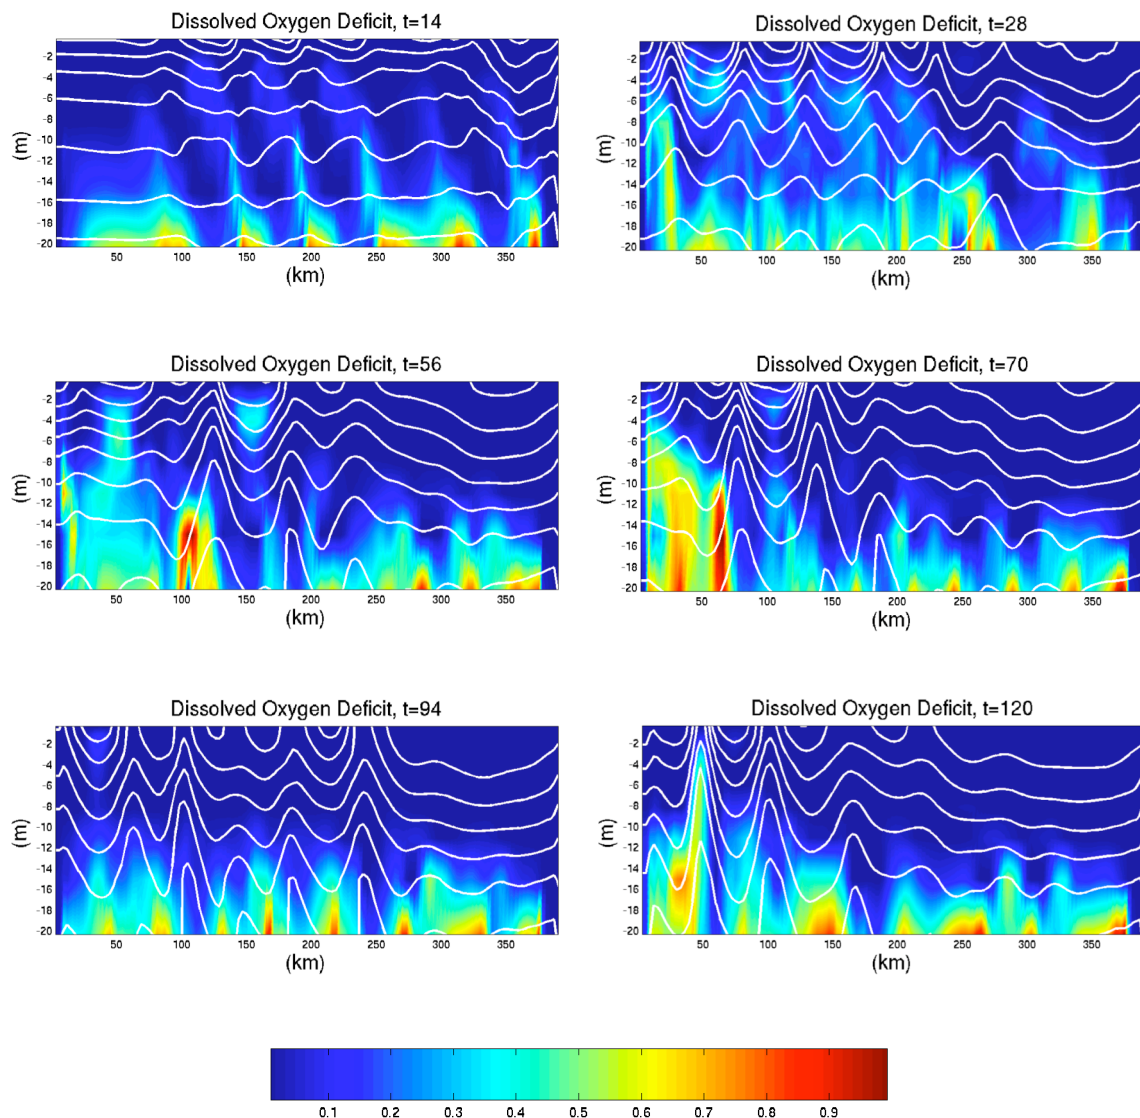 Dissolved Oxygen Deficit, t=14
-2
-4
-6
-8
-10
-12
-14
-16
-18
-20
(m)
50 100 150 200 250 300 350
(km)
Dissolved Oxygen Deficit, t=28
-2
-4
-6
-8
-10
-12
-14
-16
-18
-20
(m)
50 100 150 200 250 300 350
(km)
Dissolved Oxygen Deficit, t=56
-2
-4
-6
-8
-10
-12
-14
-16
-18
-20
(m)
50 100 150 200 250 300 350
(km)
Dissolved Oxygen Deficit, t=70
-2
-4
-6
-8
-10
-12
-14
-16
-18
-20
(m)
50 100 150 200 250 300 350
(km)
Dissolved Oxygen Deficit, t=94
-2
-4
-6
-8
-10
-12
-14
-16
-18
-20
(m)
50 100 150 200 250 300 350
(km)
Dissolved Oxygen Deficit, t=120
-2
-4
-6
-8
-10
-12
-14
-16
-18
-20
(m)
50 100 150 200 250 300 350
(km)
0.1 0.2 0.3 0.4 0.5 0.6 0.7 0.8 0.9